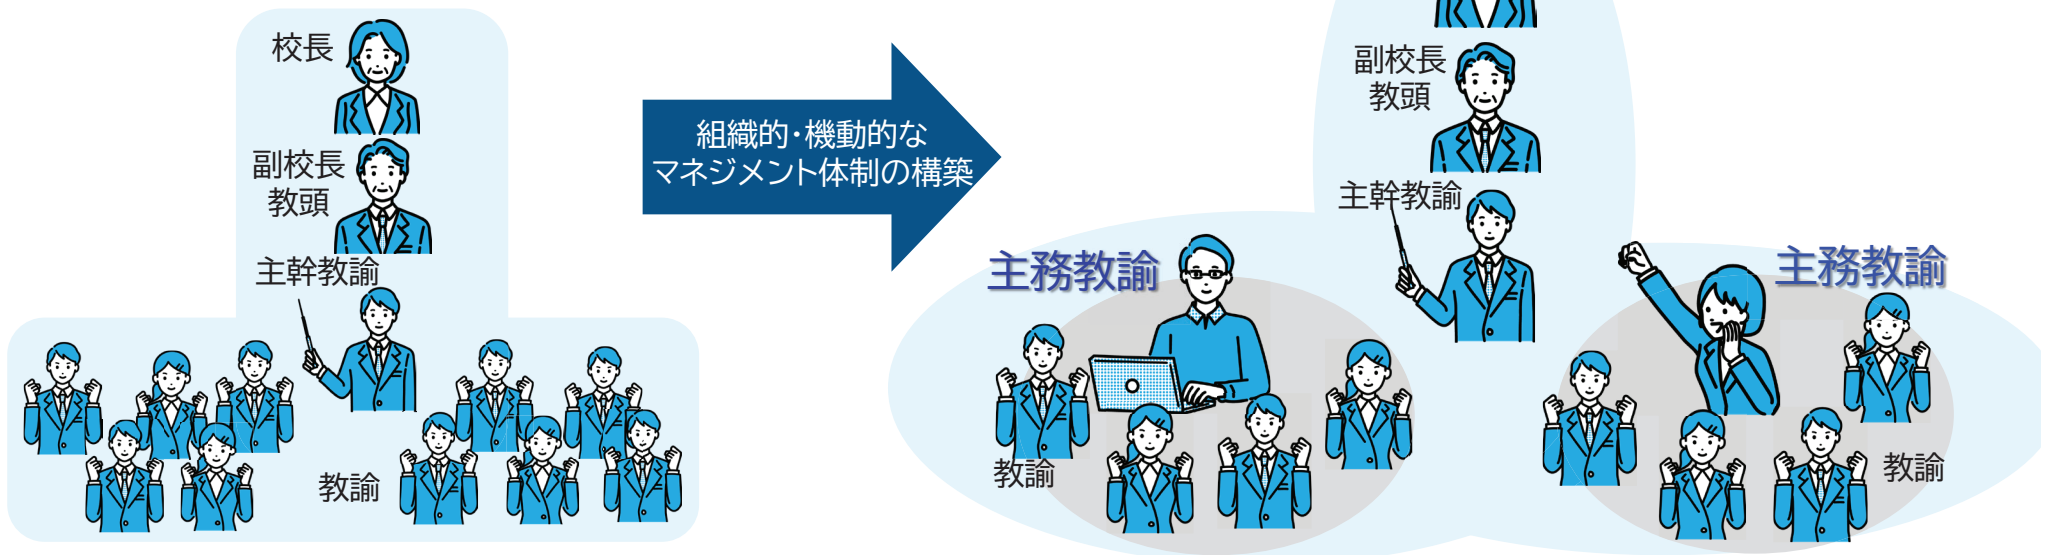 校長
副校長
教頭
主幹教諭
教諭
組織的・機動的な
マネジメント体制の構築
副校長
教頭
主幹教諭
主務教諭
教諭
主務教諭
教諭